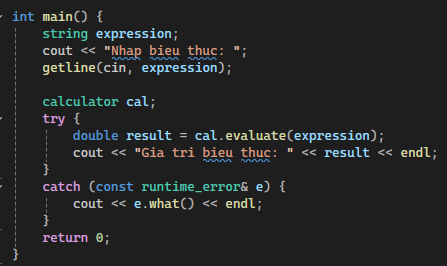 int main() {
string expression;
cout << "Nhap bieu thuc: ";
getline(cin, expression);
calculator cal;
try {
double result = cal.evaluate(expression);
cout << "Gia tri bieu thuc: " << result << endl;
}
catch (const runtime_error& e) {
cout << e.what() << endl;
}
return 0;
}